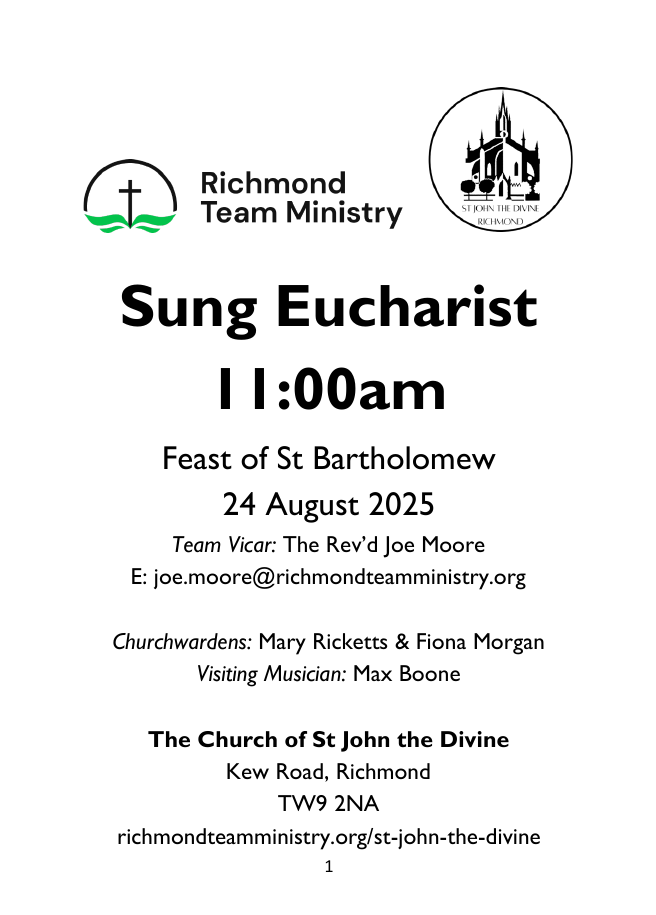 Richmond
Team Ministry
ST JOHN THE DIVINE
RICHMOND
Sung Eucharist
11:00am
Feast of St Bartholomew
24 August 2025
Team Vicar: The Rev’d Joe Moore
E: joe.moore@richmondteamministry.org
Churchwardens: Mary Ricketts & Fiona Morgan
Visiting Musician: Max Boone
The Church of St John the Divine
Kew Road, Richmond
TW9 2NA
richmondteamministry.org/st-john-the-divine
1